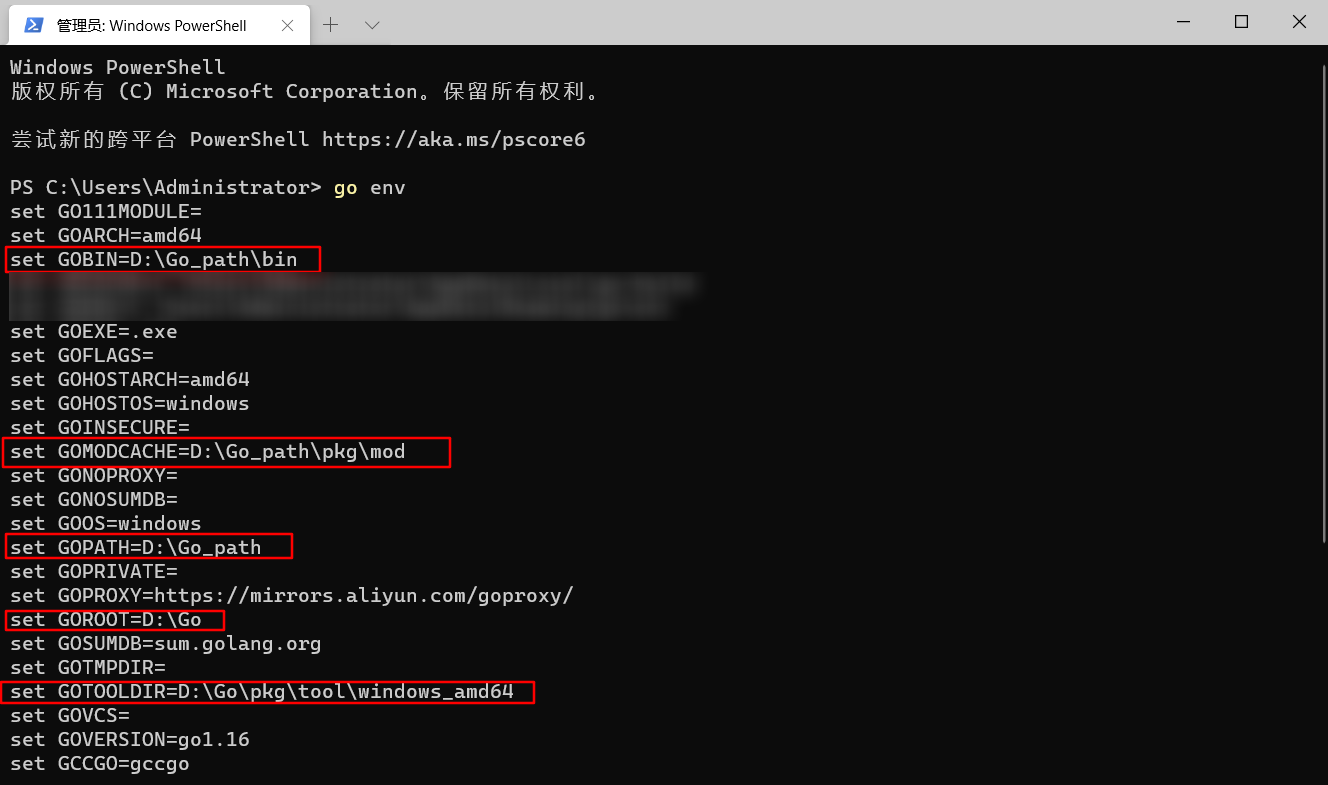 管理员: Windows PowerShell
Windows PowerShell
版权所有 (C) Microsoft Corporation。保留所有权利。
尝试新的跨平台 PowerShell https://aka.ms/pscore6
PS C:\Users\Administrator> go env
set GO111MODULE=
set GOARCH=amd64
set GOBIN=D:\Go_path\bin
set GOEXE=.exe
set GOFLAGS=
set GOHOSTARCH=amd64
set GOHOSTOS=windows
set GOINSECURE=
set GOMODCACHE=D:\Go_path\pkg\mod
set GONOPROXY=
set GONOSUMDB=
set GOOS=windows
set GOPATH=D:\Go_path
set GOPRIVATE=
set GOPROXY=https://mirrors.aliyun.com/goproxy/
set GOROOT=D:\Go
set GOSUMDB=sum.golang.org
set GOTMPDIR=
set GOTOOLDIR=D:\Go\pkg\tool\windows_amd64
set GOVCS=
set GOVERSION=go1.16
set GCCGO=gccgo